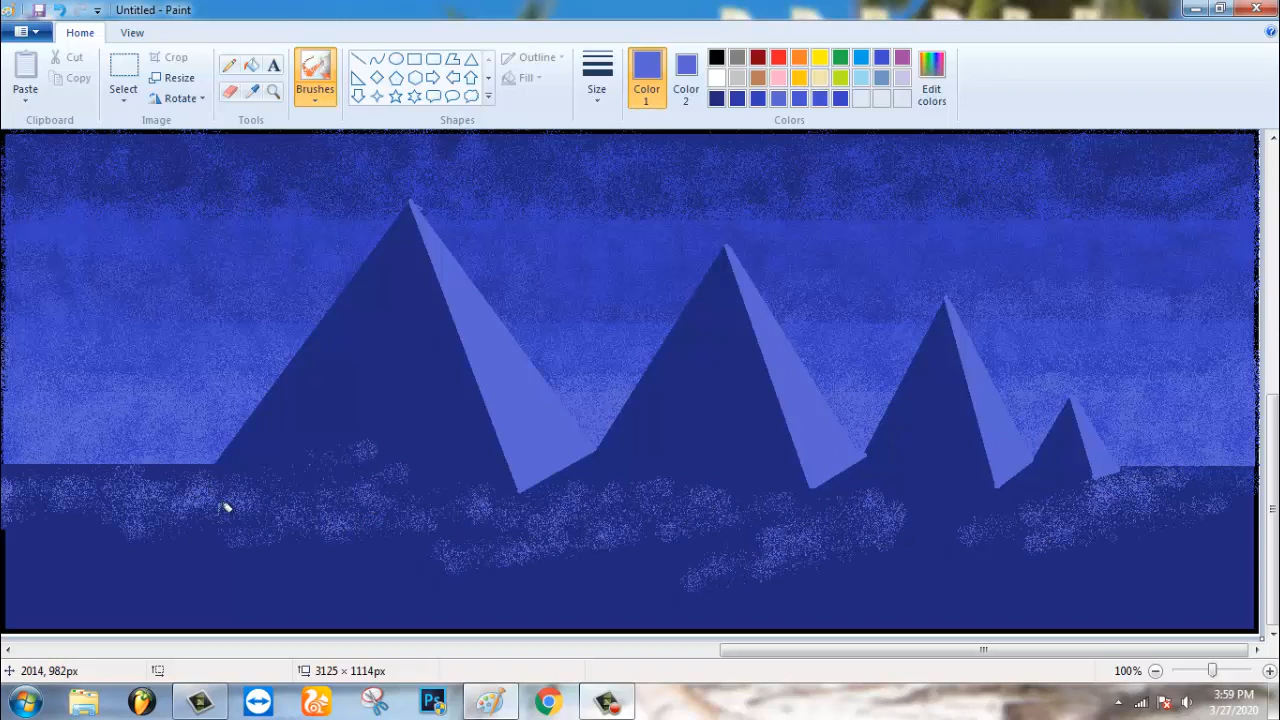 Untitled - Paint
Home
View
Paste
Cut
Copy
Clipboard
Select
Crop
Resize
Rotate
Image
A
Tools
Brushes
Outline
Fill
Shapes
Size
Color
1
Color
2
Edit
colors
Colors
2014, 982px
3125 × 1114px
100%
Ps
3:59 PM
3/27/2020